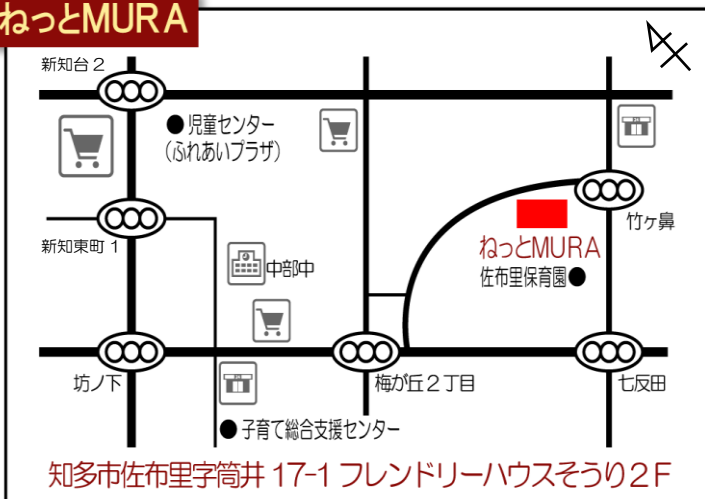 ねっとMURA
新知台2
●児童センター
(ふれあいプラザ)
竹ヶ鼻
新知東町1
ねっとMURA
佐布里保育園●
中部中
坊ノ下
梅が丘2丁目
七反田
●子育て総合支援センター
知多市佐布里字筒井 17-1 フレンドリーハウスそうり2F